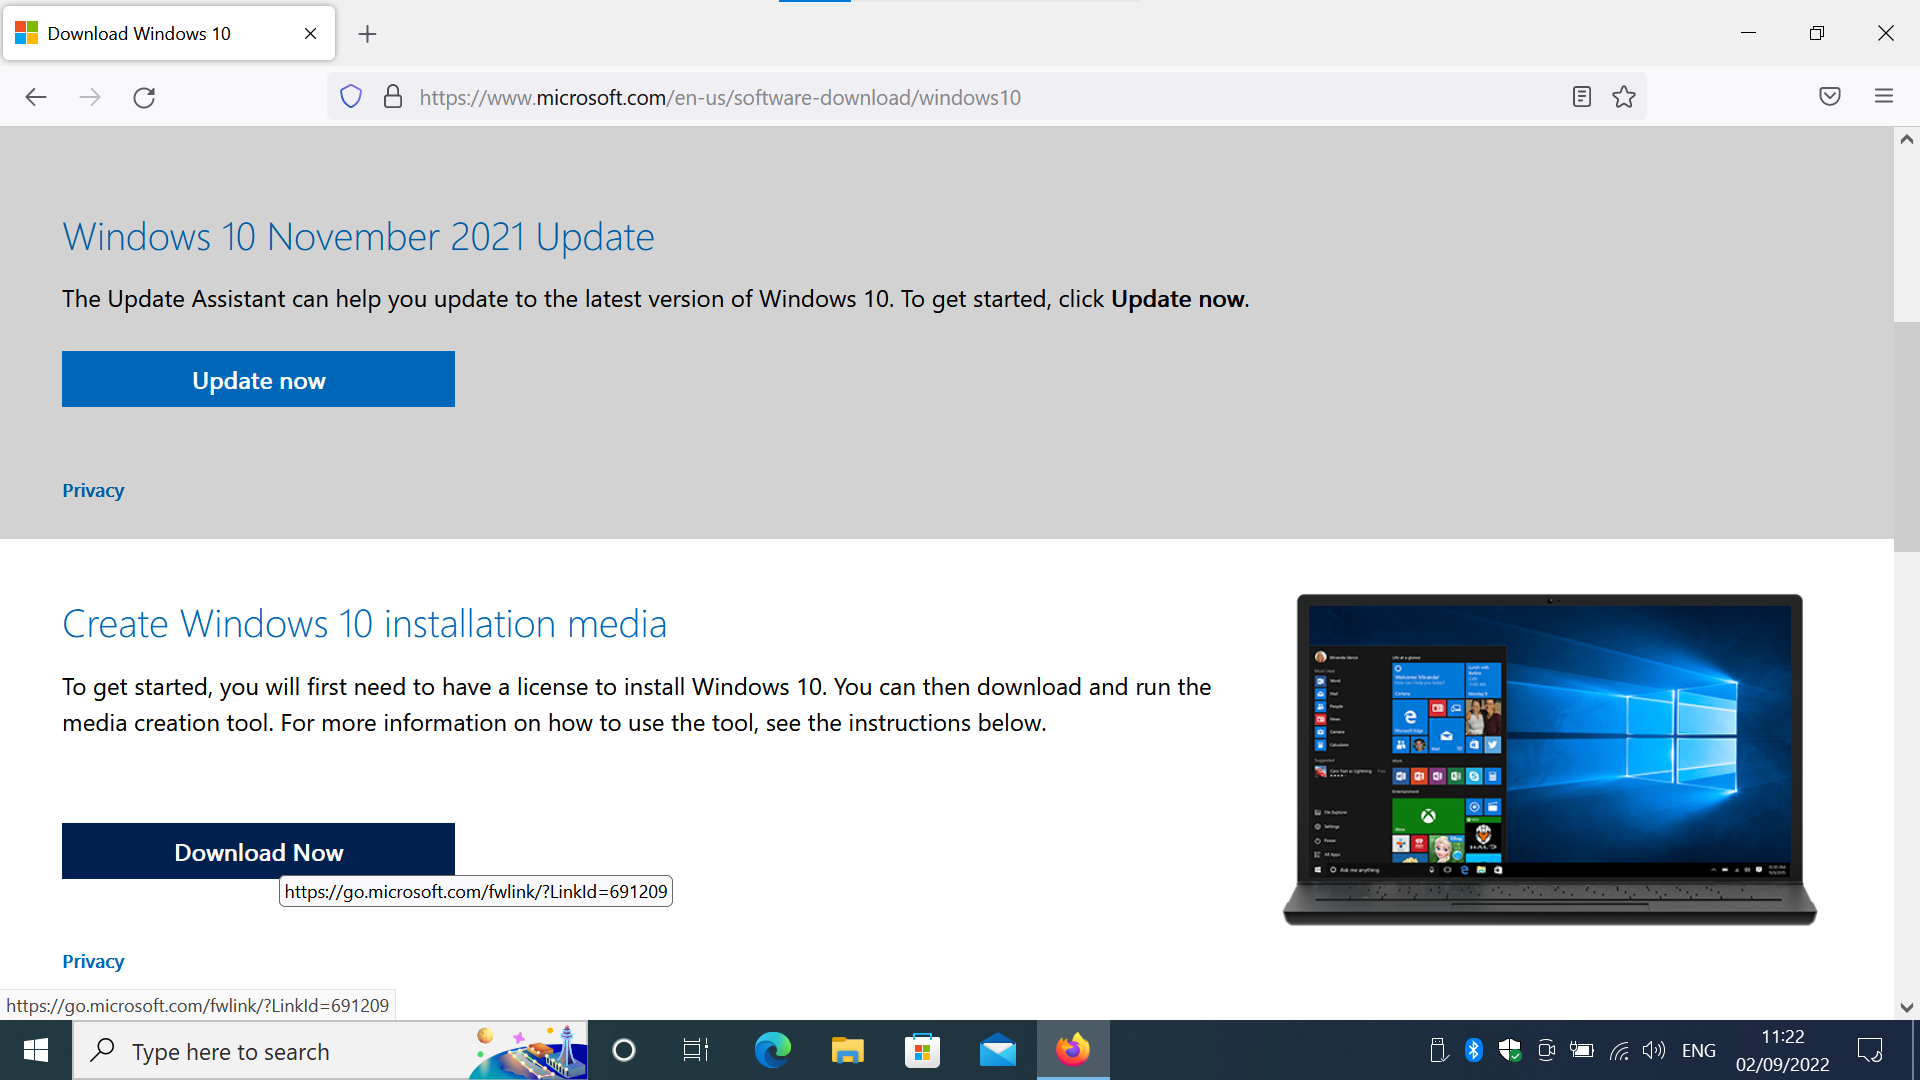 Download Windows 10
https://www.microsoft.com/en-us/software-download/windows10
Windows 10 November 2021 Update
The Update Assistant can help you update to the latest version of Windows 10. To get started, click Update now.
Update now
Privacy
Create Windows 10 installation media
To get started, you will first need to have a license to install Windows 10. You can then download and run the
media creation tool. For more information on how to use the tool, see the instructions below.
Download Now
https://go.microsoft.com/fwlink/?LinkId=691209
Privacy
https://go.microsoft.com/fwlink/?LinkId=691209
Type here to search
ENG
11:22
02/09/2022